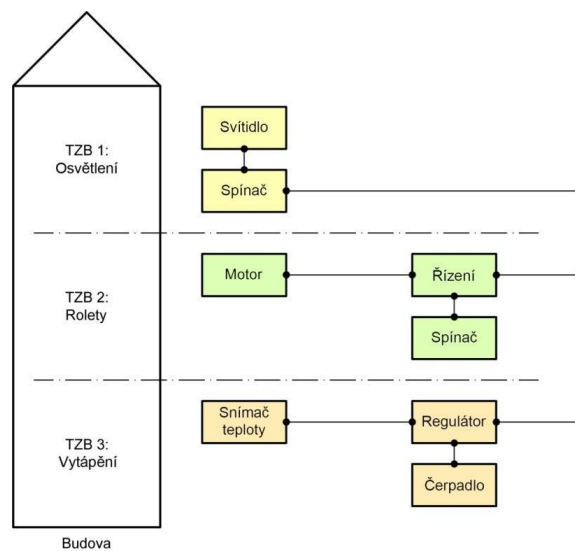 TZB 1:
Osvětlení
Svítidlo
Spínač
TZB 2:
Rolety
Motor
Řízení
Spínač
TZB 3:
Vytápění
Snímač
teploty
Regulátor
Čerpadlo
Budova